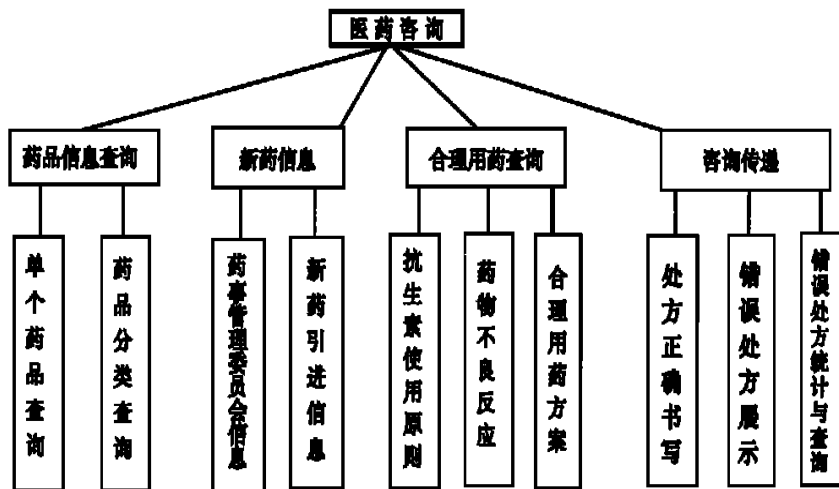 医药咨询
药品信息查询
新药信息
合理用药查询
咨询传递
单个药品查询
药品分类查询
药事管理委员会信息
新药引进信息
抗生素使用原则
药物不良反应
合理用药方案
处方正确书写
错误处方展示
错误处方统计与查询